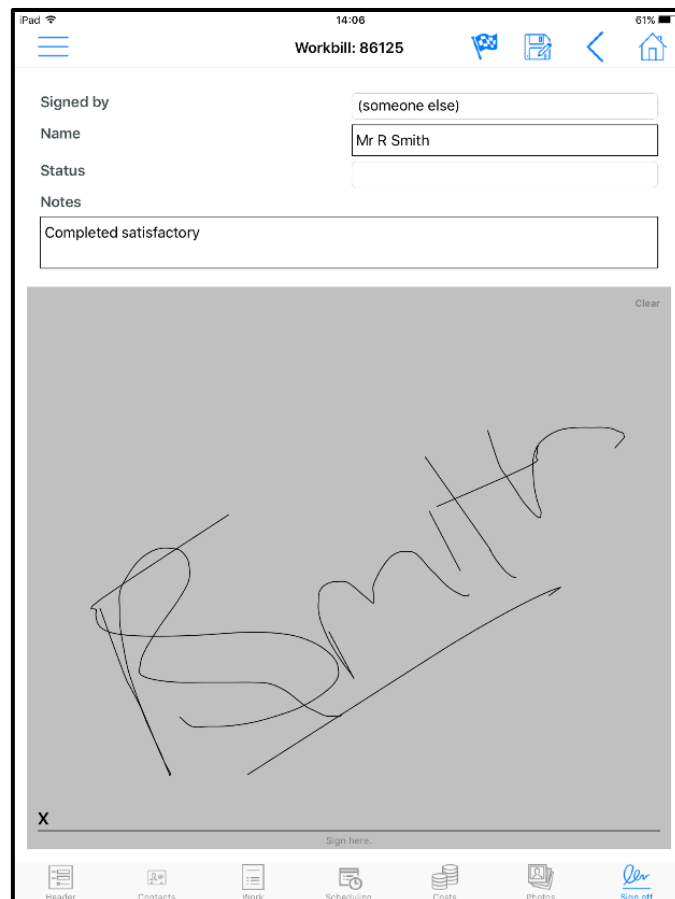 iPad 14:06 61%
Workbill: 86125
Signed by (someone else)
Name Mr R Smith
Status
Notes
Completed satisfactory
Clear
RSmith
X
Sign here.
Header Contacts Work Scheduling Costs Photos Sign off